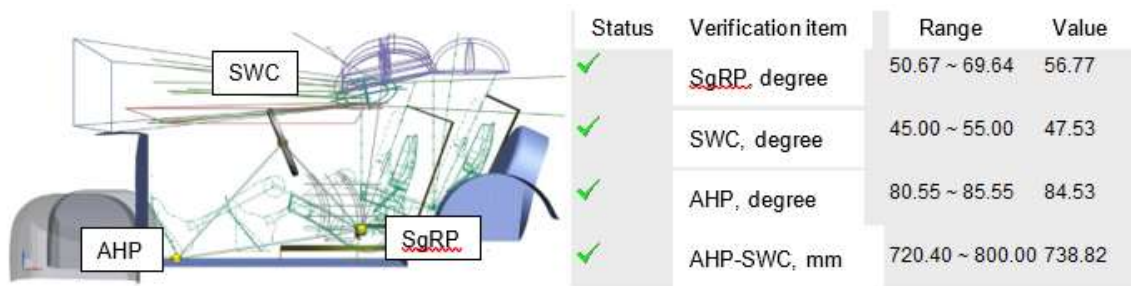 SWC
AHP
SgRP
Status Verification item Range Value
SgRP, degree 50.67 ~ 69.64 56.77
SWC, degree 45.00 ~ 55.00 47.53
AHP, degree 80.55 ~ 85.55 84.53
AHP-SWC, mm 720.40 ~ 800.00 738.82